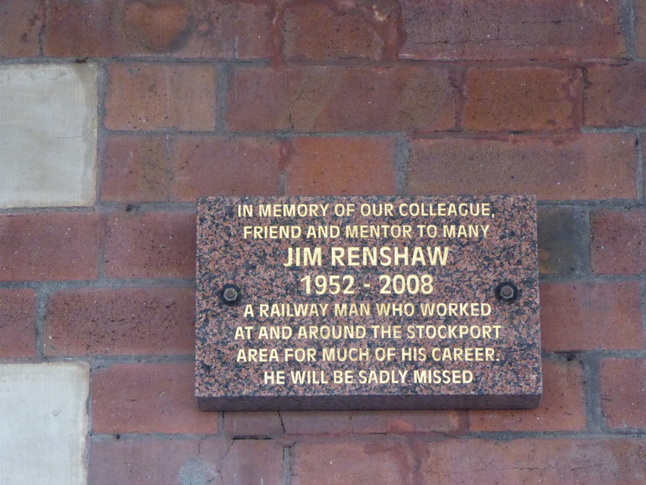 IN MEMORY OF OUR COLLEAGUE,
FRIEND AND MENTOR TO MANY
JIM RENSHAW
1952 - 2008
A RAILWAY MAN WHO WORKED
AT AND AROUND THE STOCKPORT
AREA FOR MUCH OF HIS CAREER.
HE WILL BE SADLY MISSED